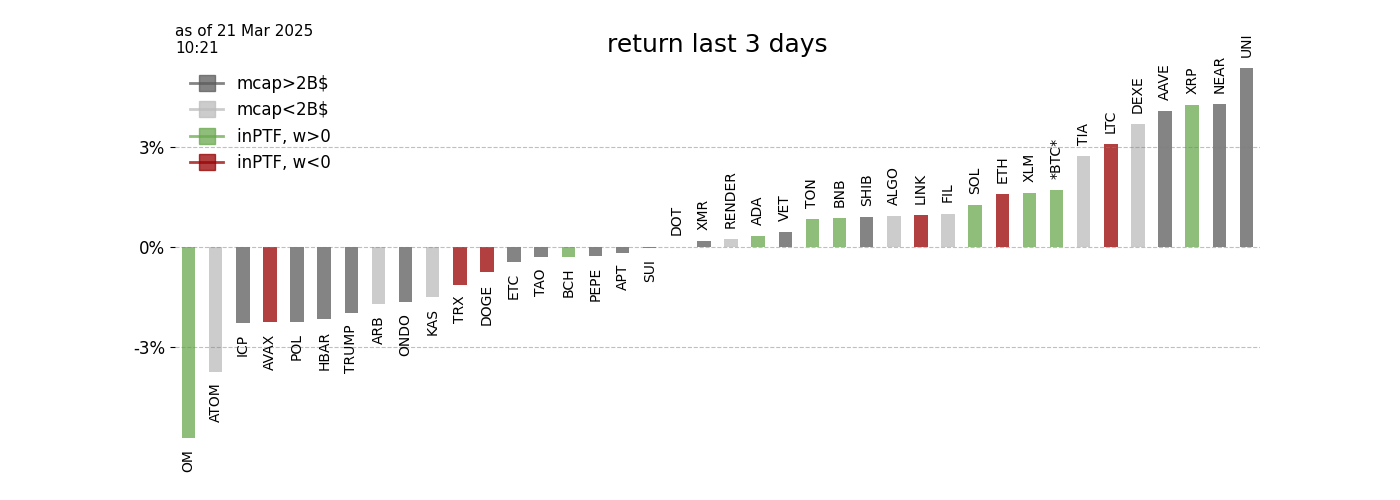 as of 21 Mar 2025
10:21
return last 3 days
mcap>2B$
mcap<2B$
inPTF, w>0
inPTF, w<0
3%
0%
-3%
OM
ATOM
ICP
AVAX
POL
HBAR
TRUMP
ARB
ONDO
KAS
TRX
DOGE
ETC
TAO
BCH
PEPE
APT
SUI
DOT
XMR
RENDER
ADA
VET
TON
BNB
SHIB
ALGO
LINK
FIL
SOL
ETH
XLM
*BTC*
TIA
LTC
DEXE
AAVE
XRP
NEAR
UNI